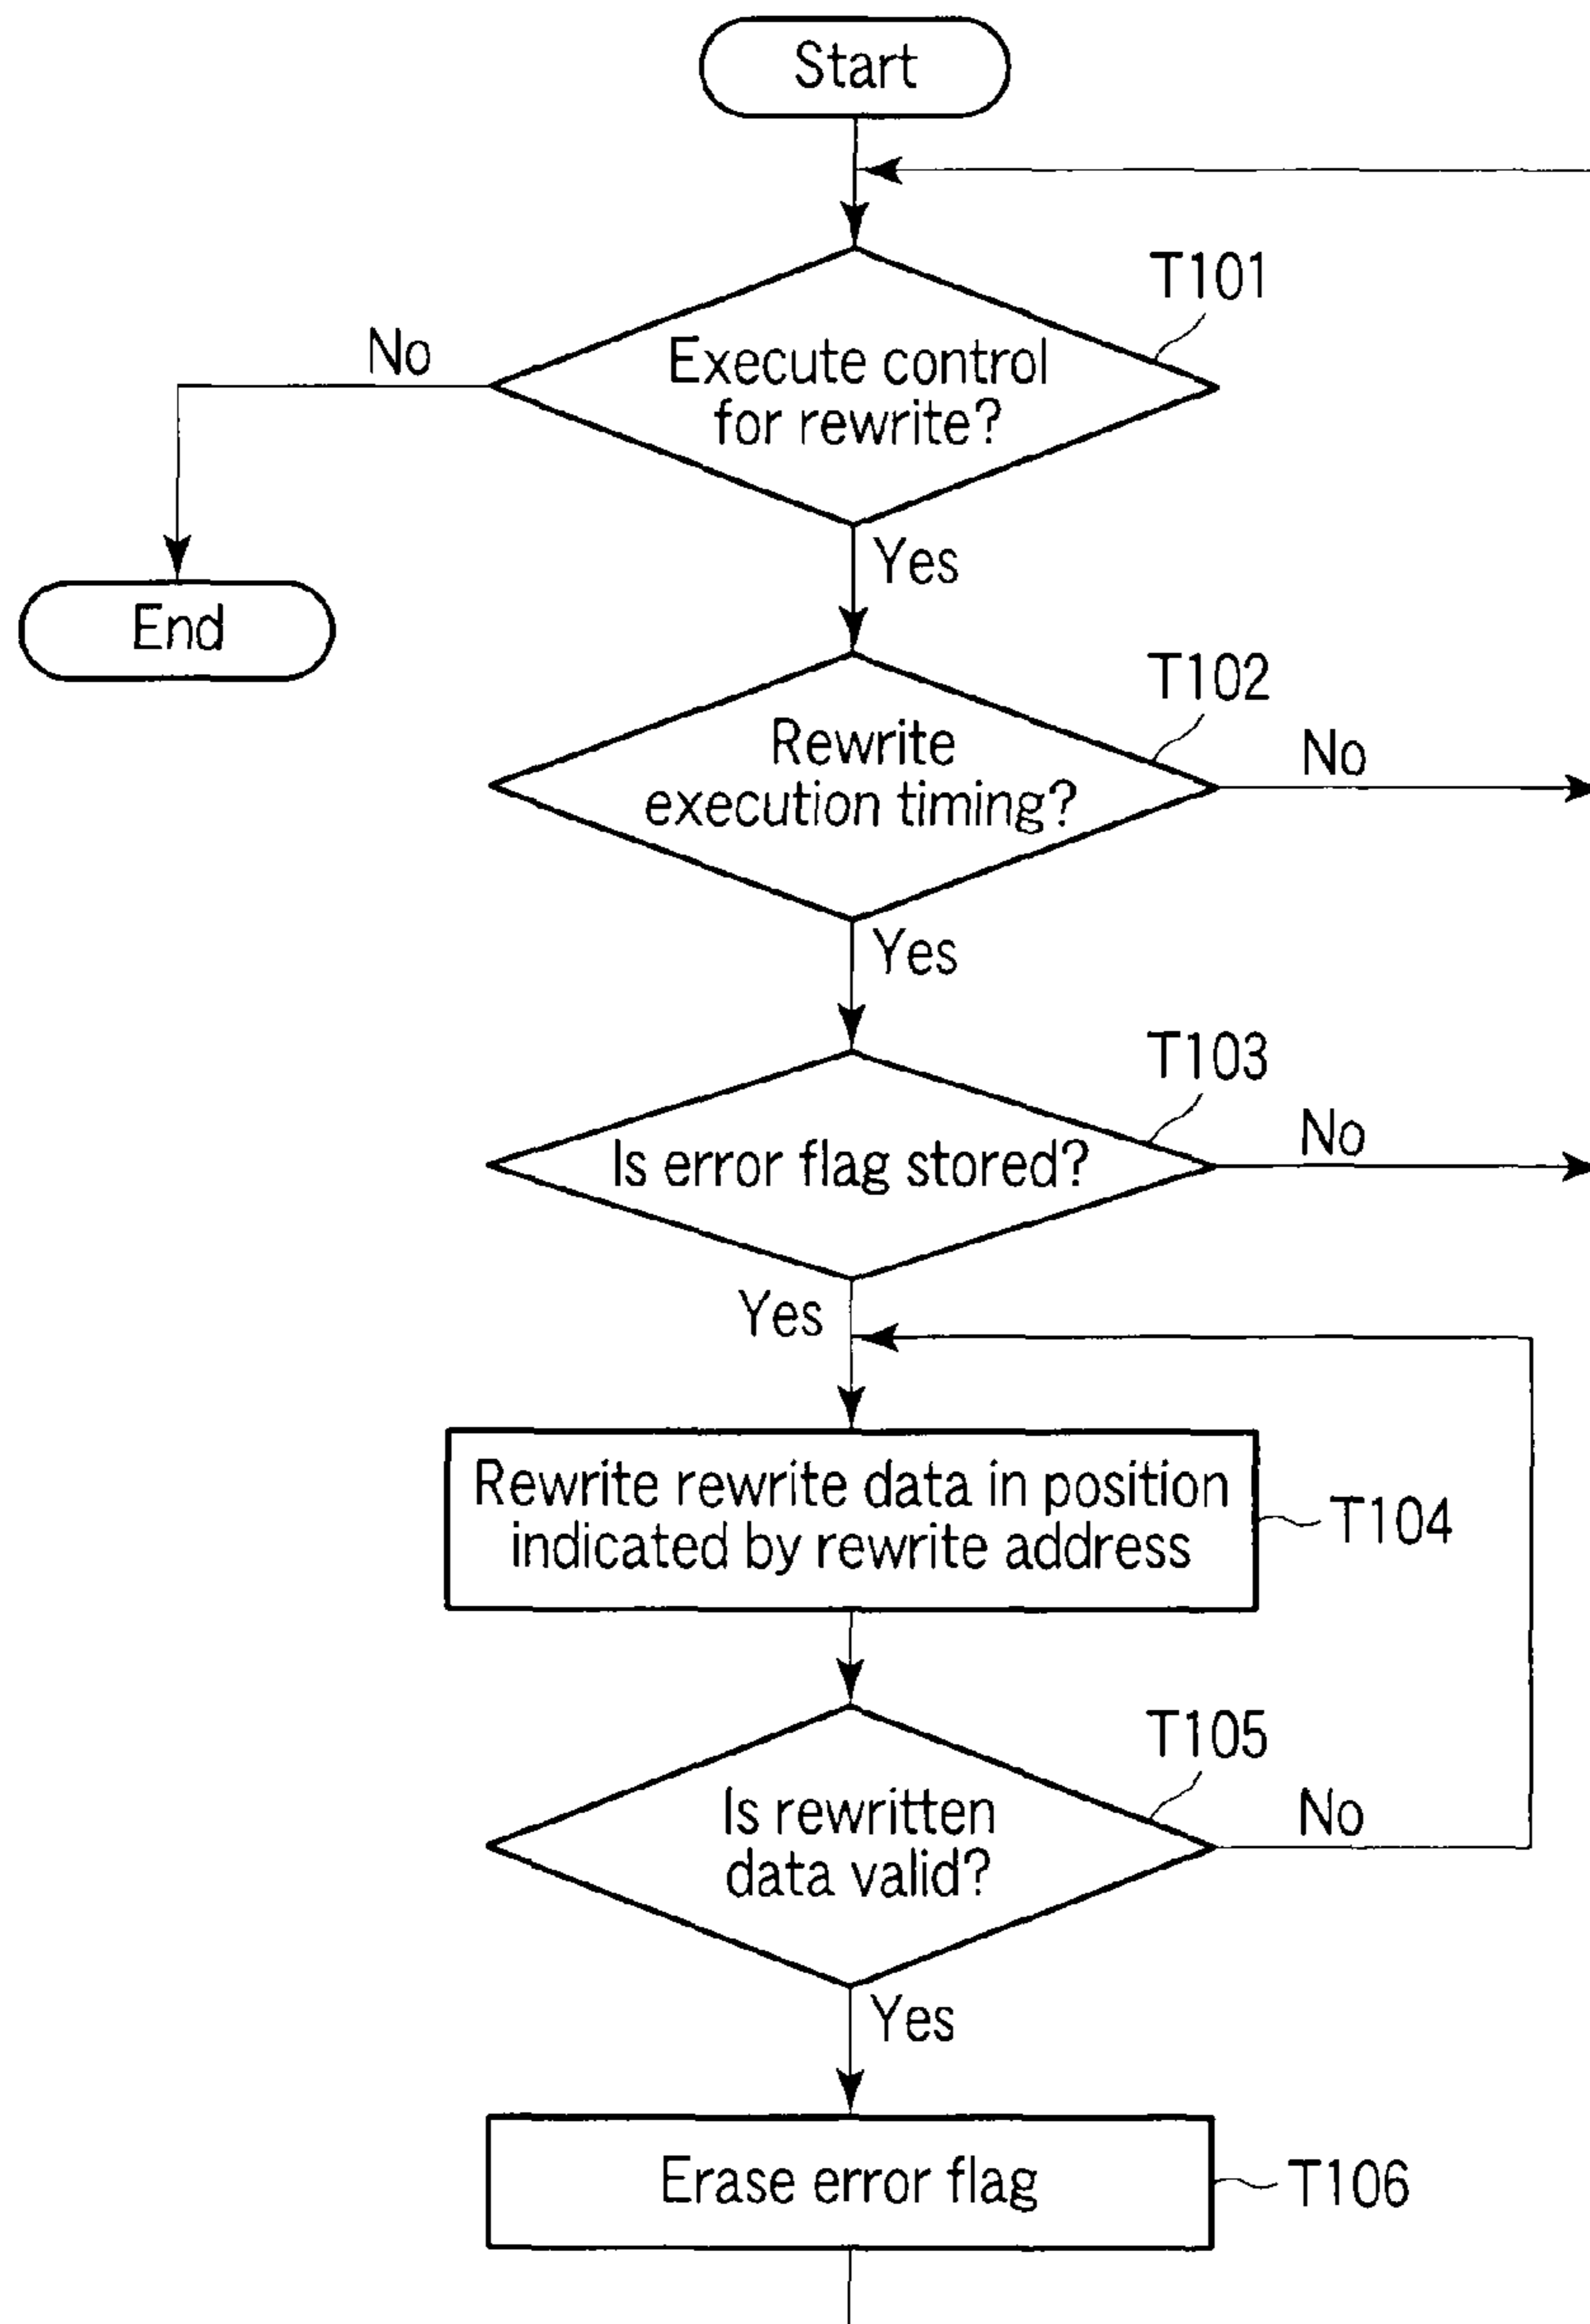 Start
T101
No
Execute control
for rewrite?
Yes
End
T102
Rewrite
execution timing?
No
Yes
T103
Is error flag stored?
No
Yes
Rewrite rewrite data in position
indicated by rewrite address
T104
T105
Is rewritten
data valid?
No
Yes
Erase error flag
T106